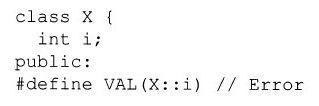 class X {
  int i;
public:
#define VAL(X::i) // Error